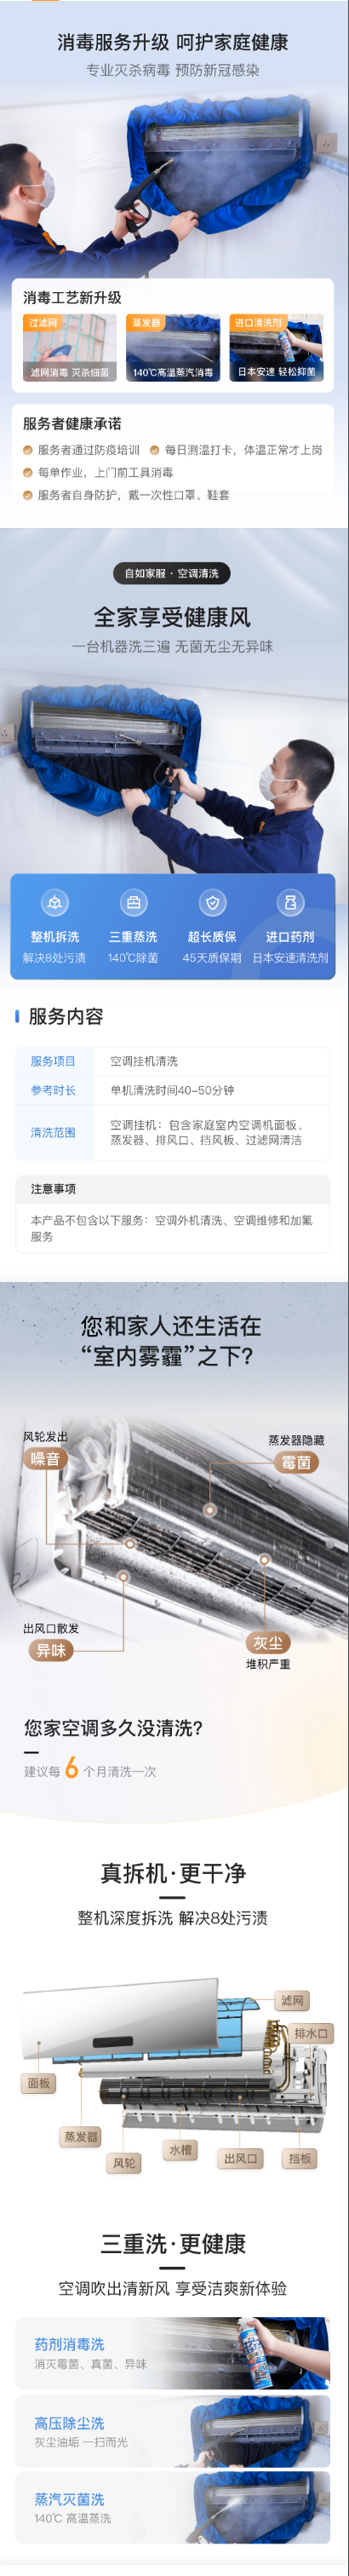 消毒服务升级 呵护家庭健康
专业灭杀病毒 预防新冠感染
消毒工艺新升级
过滤网
蒸发器
进口清洗剂
滤网消毒 灭杀细菌
140℃高温蒸汽消毒
日本安速 轻松抑菌
服务者健康承诺
服务者通过防疫培训
每日测温打卡，体温正常才上岗
每单作业，上门前工具消毒
服务者自身防护，戴一次性口罩、鞋套
自如家服·空调清洗
全家享受健康风
一台机器洗三遍 无菌无尘无异味
整机拆洗
三重蒸洗
超长质保
进口药剂
解决8处污渍
140℃除菌
45天质保期
日本安速清洗剂
服务内容
服务项目
空调挂机清洗
参考时长
单机清洗时间40-50分钟
清洗范围
空调挂机：包含家庭室内空调机面板、
蒸发器、排风口、挡风板、过滤网清洁
注意事项
本产品不包含以下服务：空调外机清洗、空调维修和加氟
服务
您和家人还生活在
“室内雾霾”之下?
风轮发出
噪音
蒸发器隐藏
霉菌
出风口散发
异味
灰尘
堆积严重
您家空调多久没清洗?
建议每 6 个月清洗一次
真拆机·更干净
整机深度拆洗 解决8处污渍
滤网
排水口
面板
蒸发器
风轮
水槽
出风口
挡板
三重洗·更健康
空调吹出清新风 享受洁爽新体验
药剂消毒洗
消灭霉菌、真菌、异味
高压除尘洗
灰尘油垢 一扫而光
蒸汽灭菌洗
140℃ 高温蒸洗